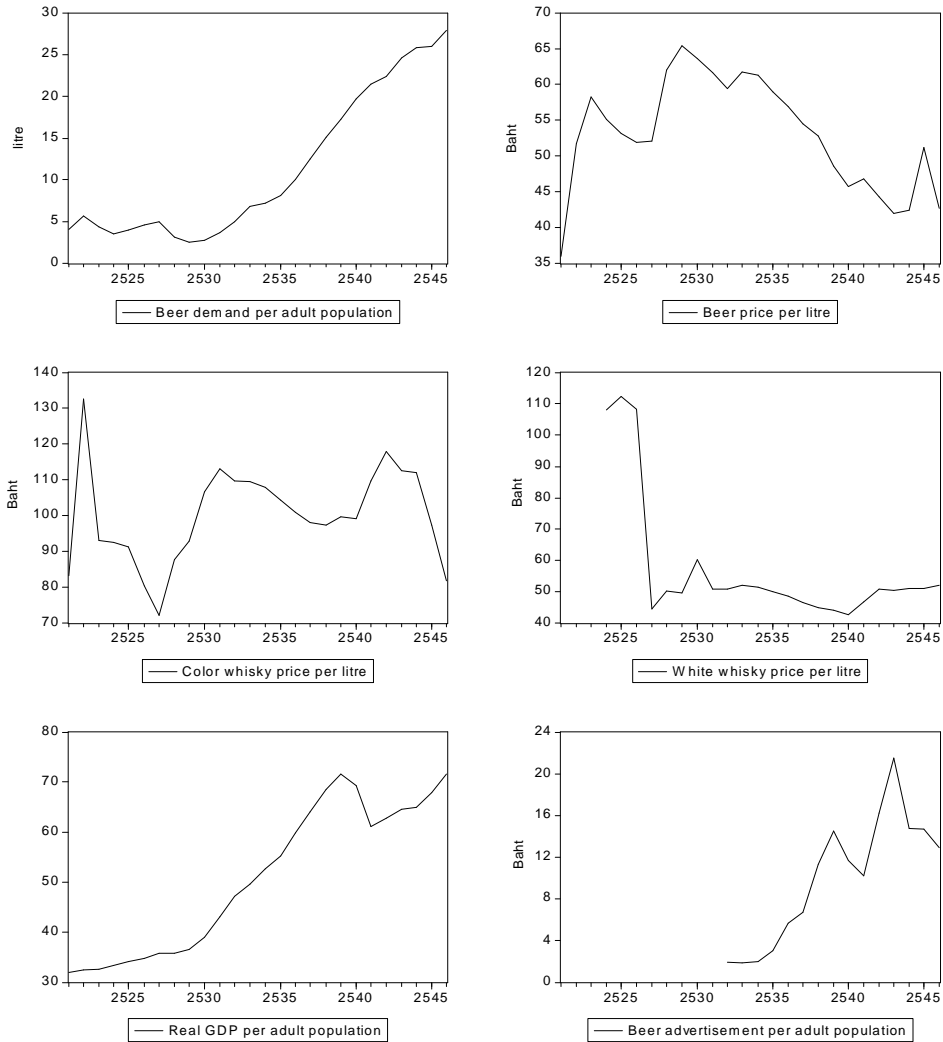 30
25
20
15
10
5
0
litre
2525 2530 2535 2540 2545
Beer demand per adult population
70
65
60
55
50
45
40
35
Baht
2525 2530 2535 2540 2545
Beer price per litre
140
130
120
110
100
90
80
70
Baht
2525 2530 2535 2540 2545
Color whisky price per litre
120
110
100
90
80
70
60
50
40
Baht
2525 2530 2535 2540 2545
White whisky price per litre
80
70
60
50
40
30
2525 2530 2535 2540 2545
Real GDP per adult population
24
20
16
12
8
4
0
Baht
2525 2530 2535 2540 2545
Beer advertisement per adult population